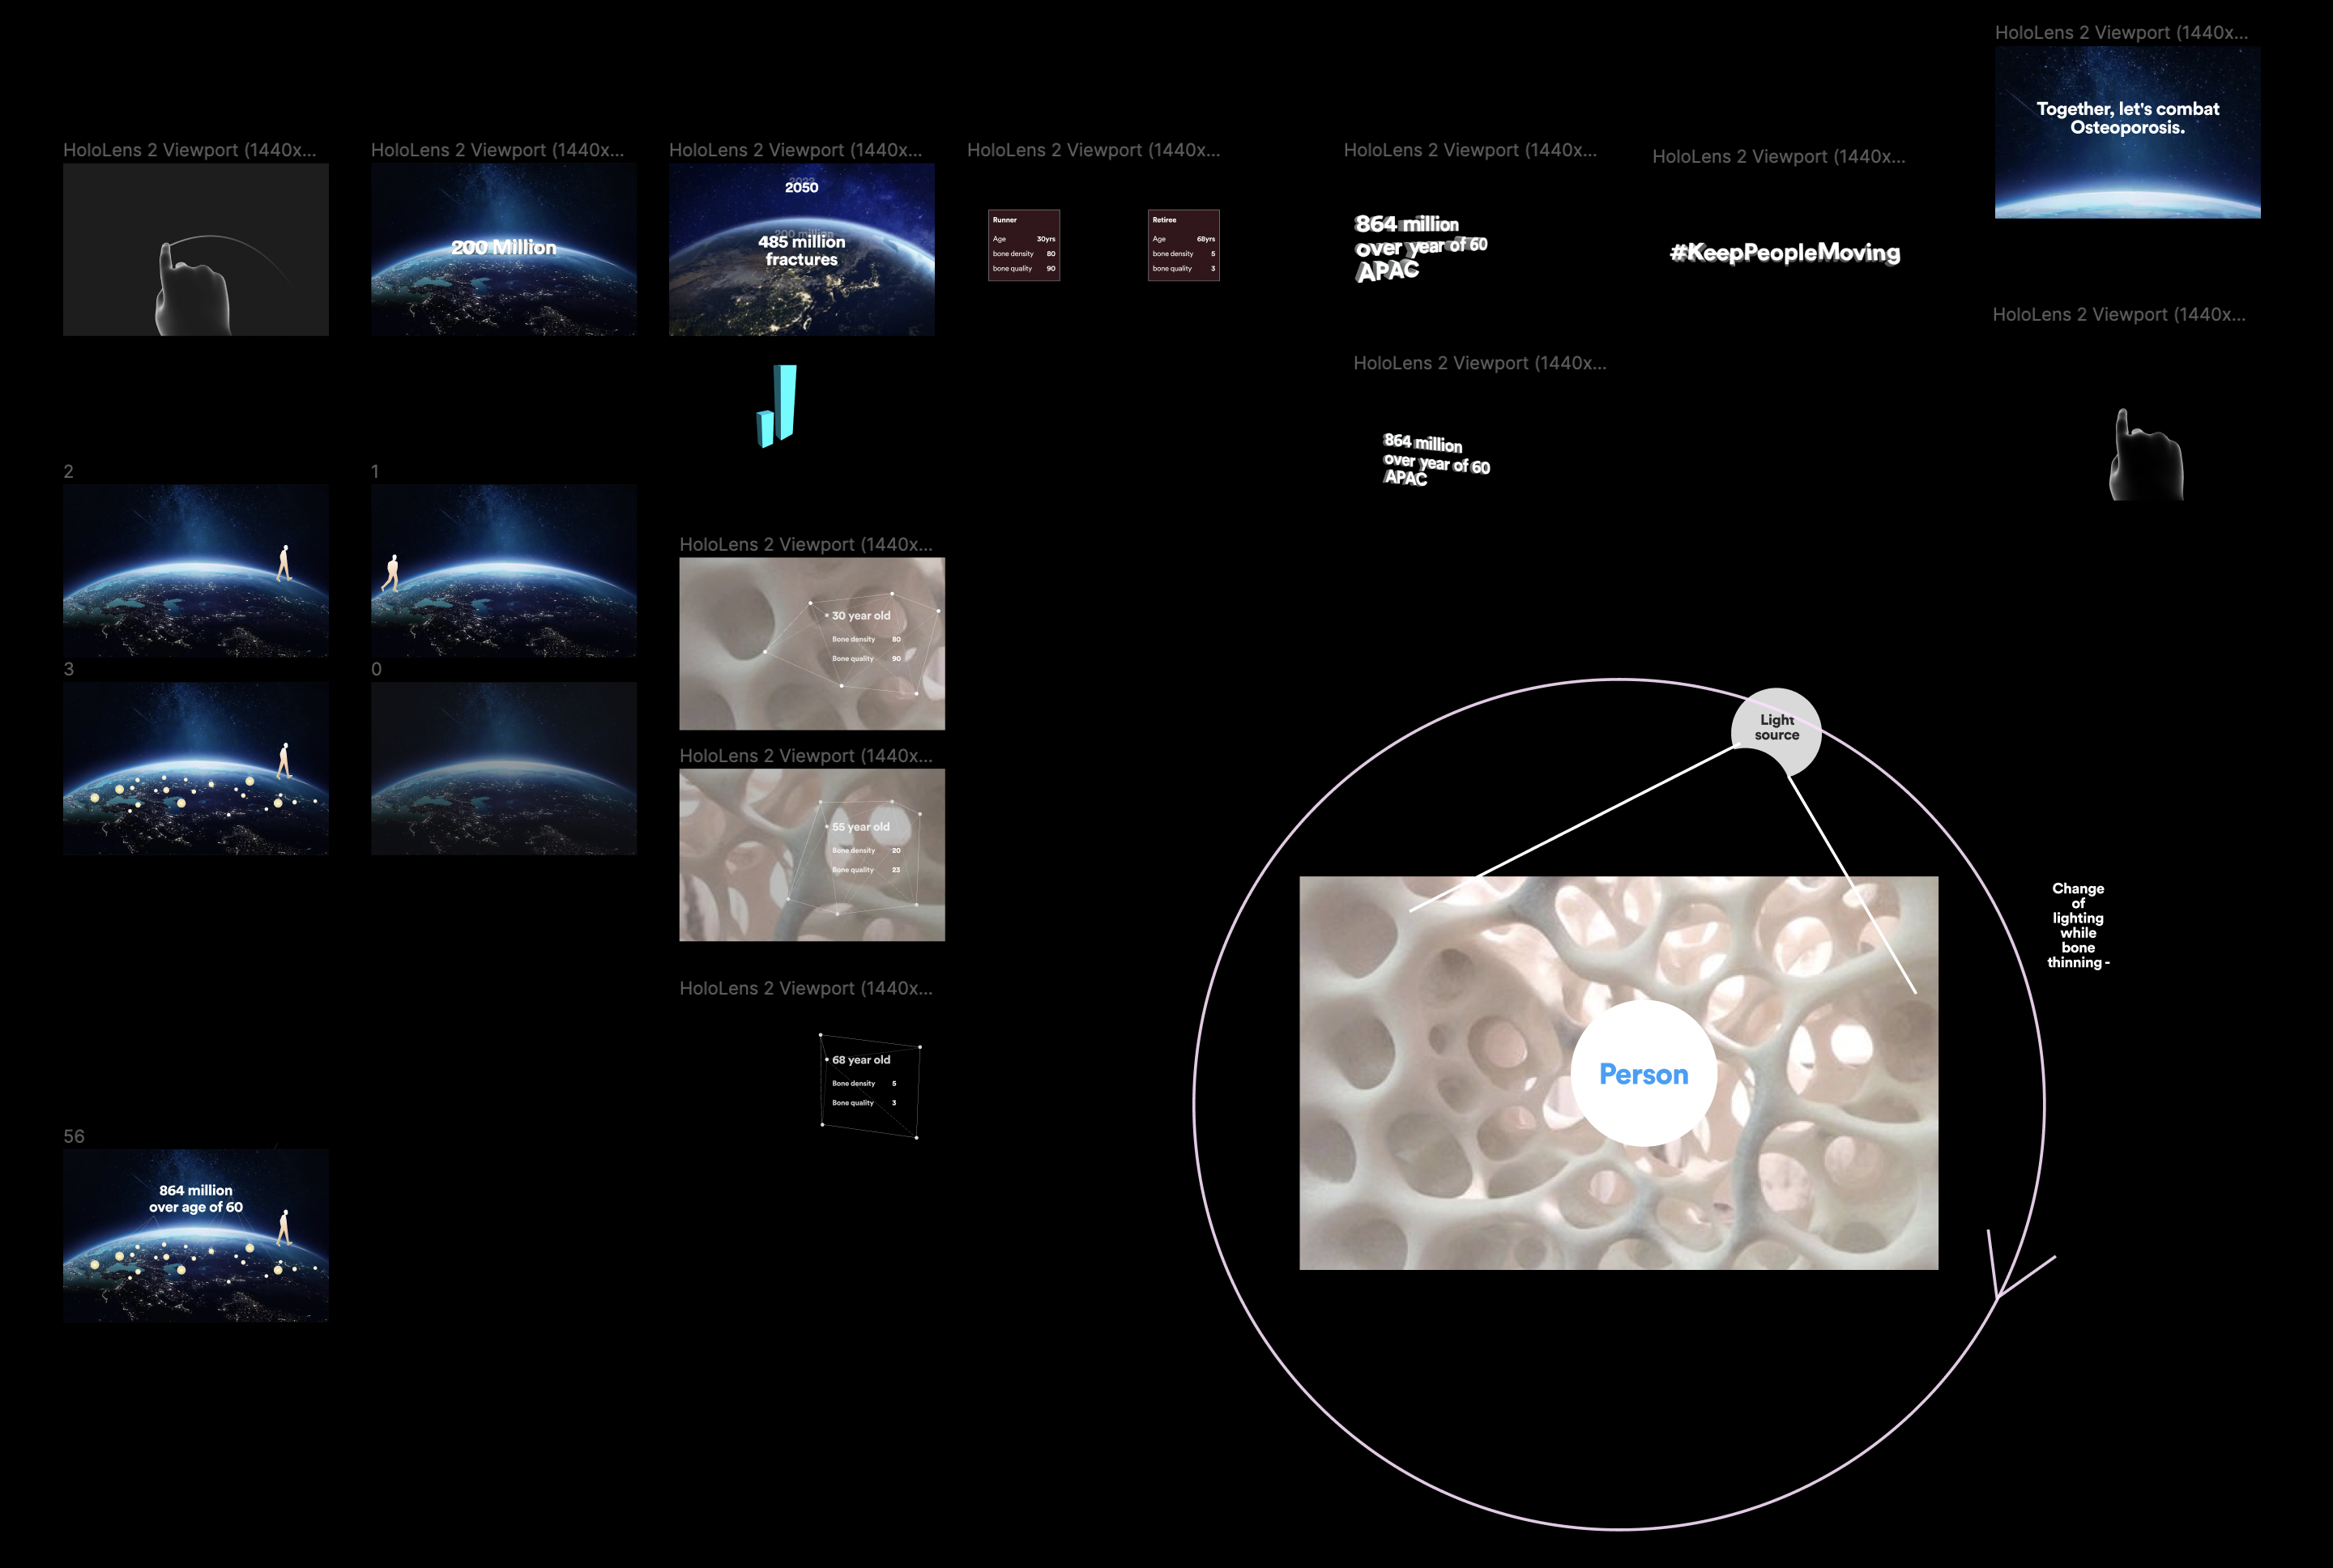 HoloLens 2 Viewport (1440x...
Together, let's combat
Osteoporosis.
HoloLens 2 Viewport (1440x...
HoloLens 2 Viewport (1440x...
200 Million
HoloLens 2 Viewport (1440x...
2022
2050
200 million
485 million
fractures
HoloLens 2 Viewport (1440x...
Runner
Age 30yrs
bone density 80
bone quality 90
Retiree
Age 68yrs
bone density 5
bone quality 3
HoloLens 2 Viewport (1440x...
864 million
over year of 60
APAC
HoloLens 2 Viewport (1440x...
#KeepPeopleMoving
HoloLens 2 Viewport (1440x...
HoloLens 2 Viewport (1440x...
864 million
over year of 60
APAC
2
1
3
0
HoloLens 2 Viewport (1440x...
30 year old
Bone density 80
Bone quality 90
HoloLens 2 Viewport (1440x...
55 year old
Bone density 20
Bone quality 23
HoloLens 2 Viewport (1440x...
68 year old
Bone density 5
Bone quality 3
56
864 million
over age of 60
Light
source
Person
Change
of
lighting
while
bone
thinning -